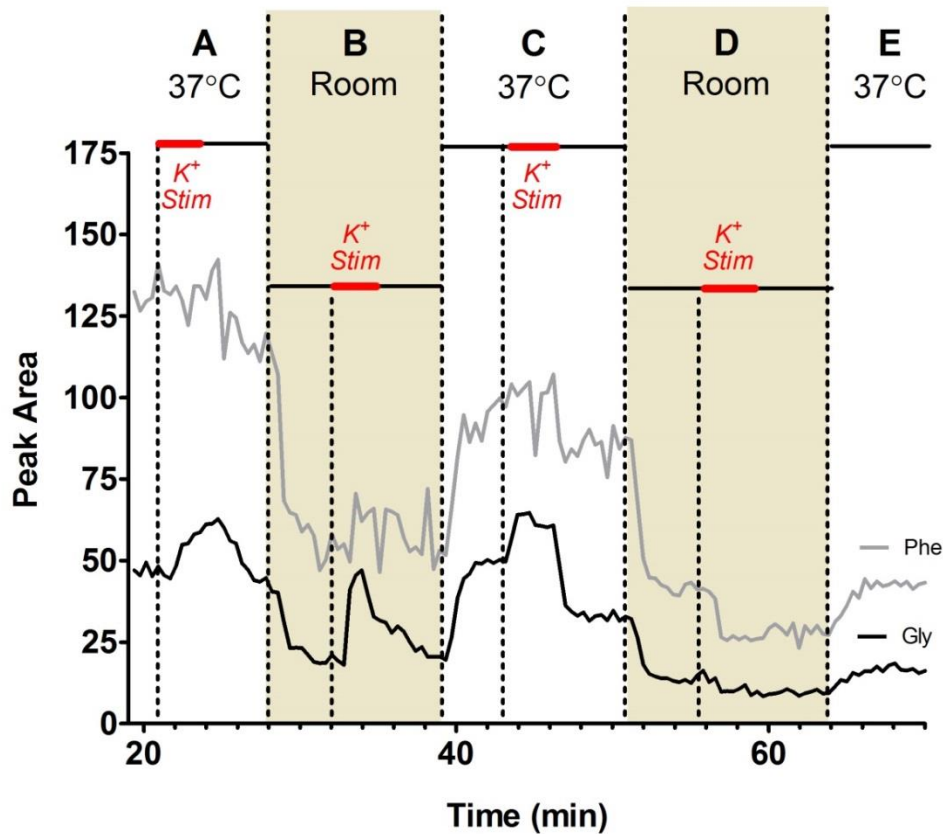 A B C D E
37°C Room 37°C Room 37°C
175
K+
Stim
K+
Stim
150
K+
Stim
K+
Stim
125
100
75
50
25
0
Phe
Gly
20 40 60
Peak Area
Time (min)